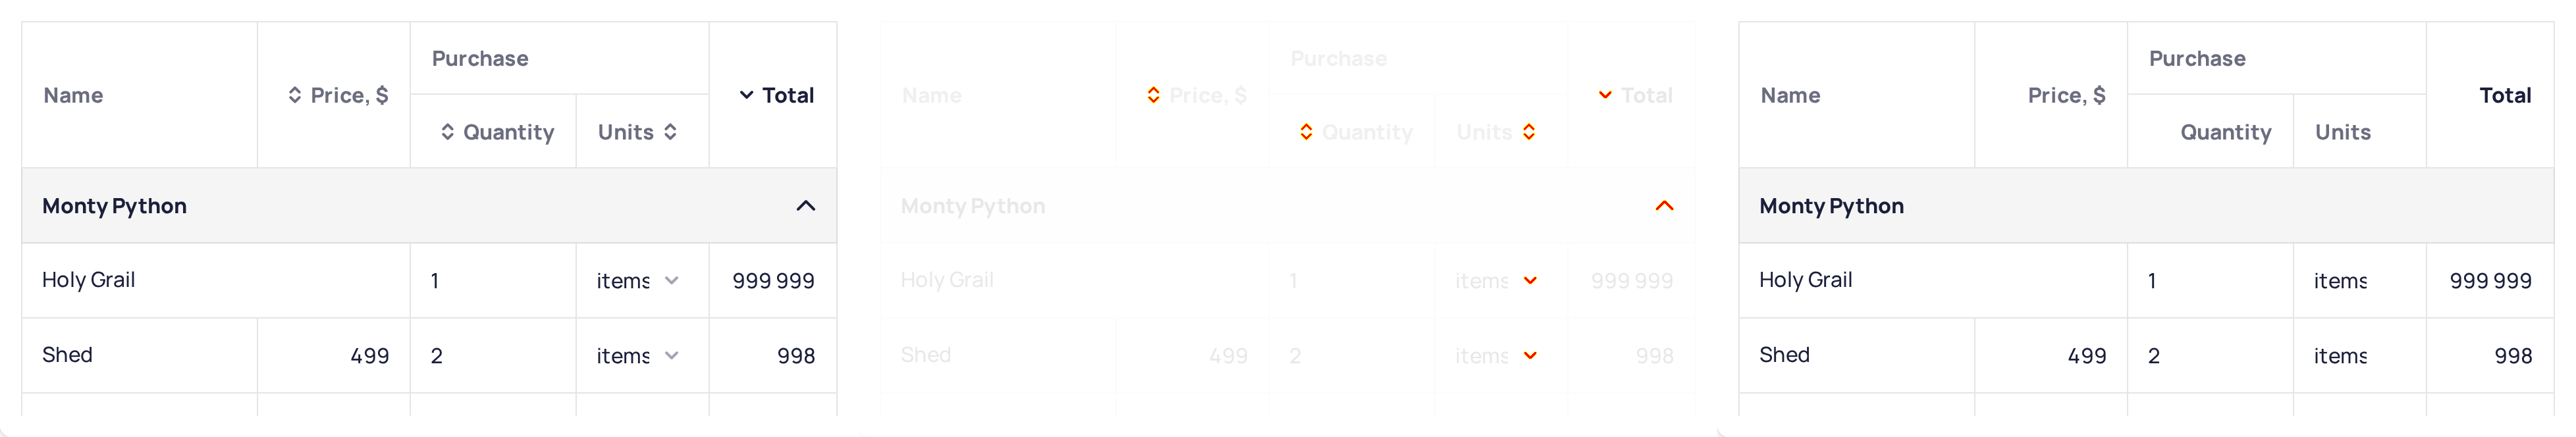 Purchase
Name Price, $ Total
Quantity Units
Monty Python
Holy Grail 1 items 999 999
Shed 499 2 items 998
Purchase
Name Price, $ Total
Quantity Units
Monty Python
Holy Grail 1 items 999 999
Shed 499 2 items 998
Purchase
Name Price, $ Total
Quantity Units
Monty Python
Holy Grail 1 items 999 999
Shed 499 2 items 998